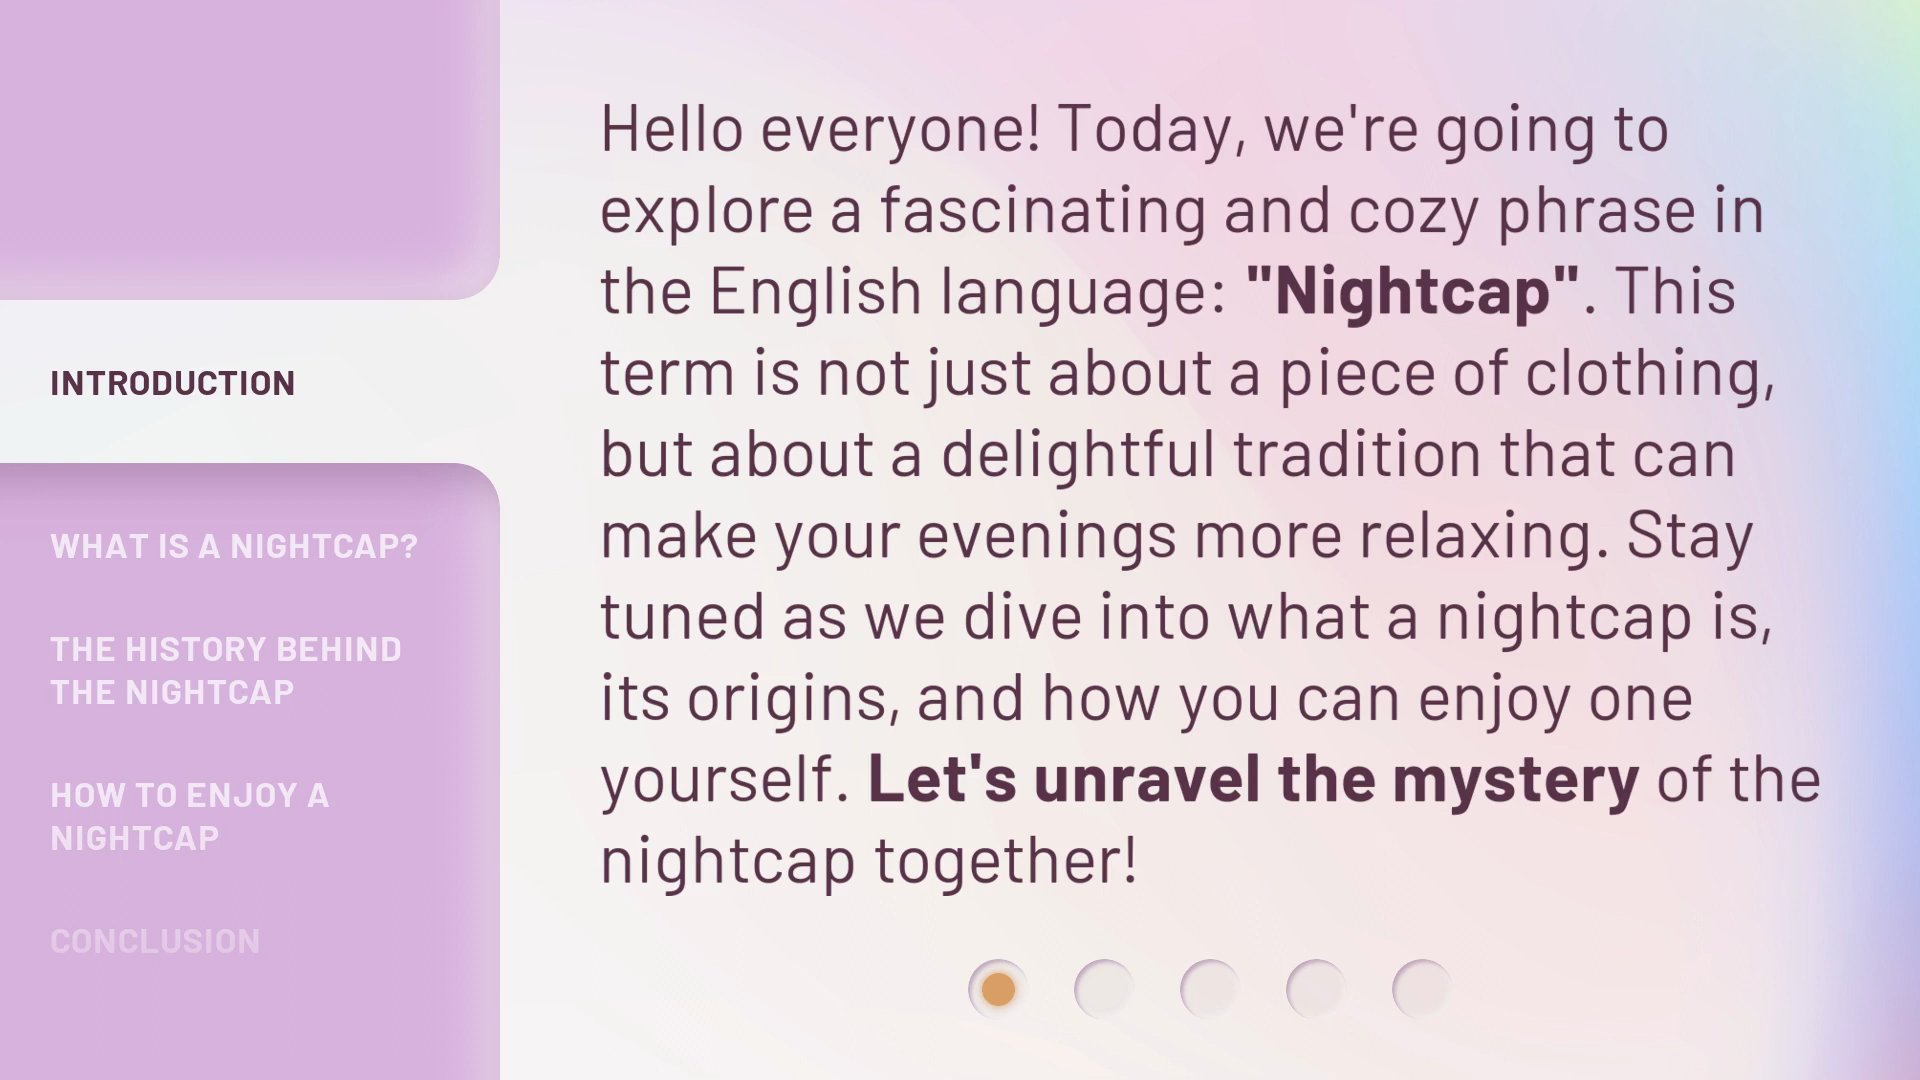 INTRODUCTION
WHAT IS A NIGHTCAP?
THE HISTORY BEHIND
THE NIGHTCAP
HOW TO ENJOY A
NIGHTCAP
CONCLUSION
Hello everyone! Today, we're going to
explore a fascinating and cozy phrase in
the English language: "Nightcap". This
term is not just about a piece of clothing,
but about a delightful tradition that can
make your evenings more relaxing. Stay
tuned as we dive into what a nightcap is,
its origins, and how you can enjoy one
yourself. Let's unravel the mystery of the
nightcap together!